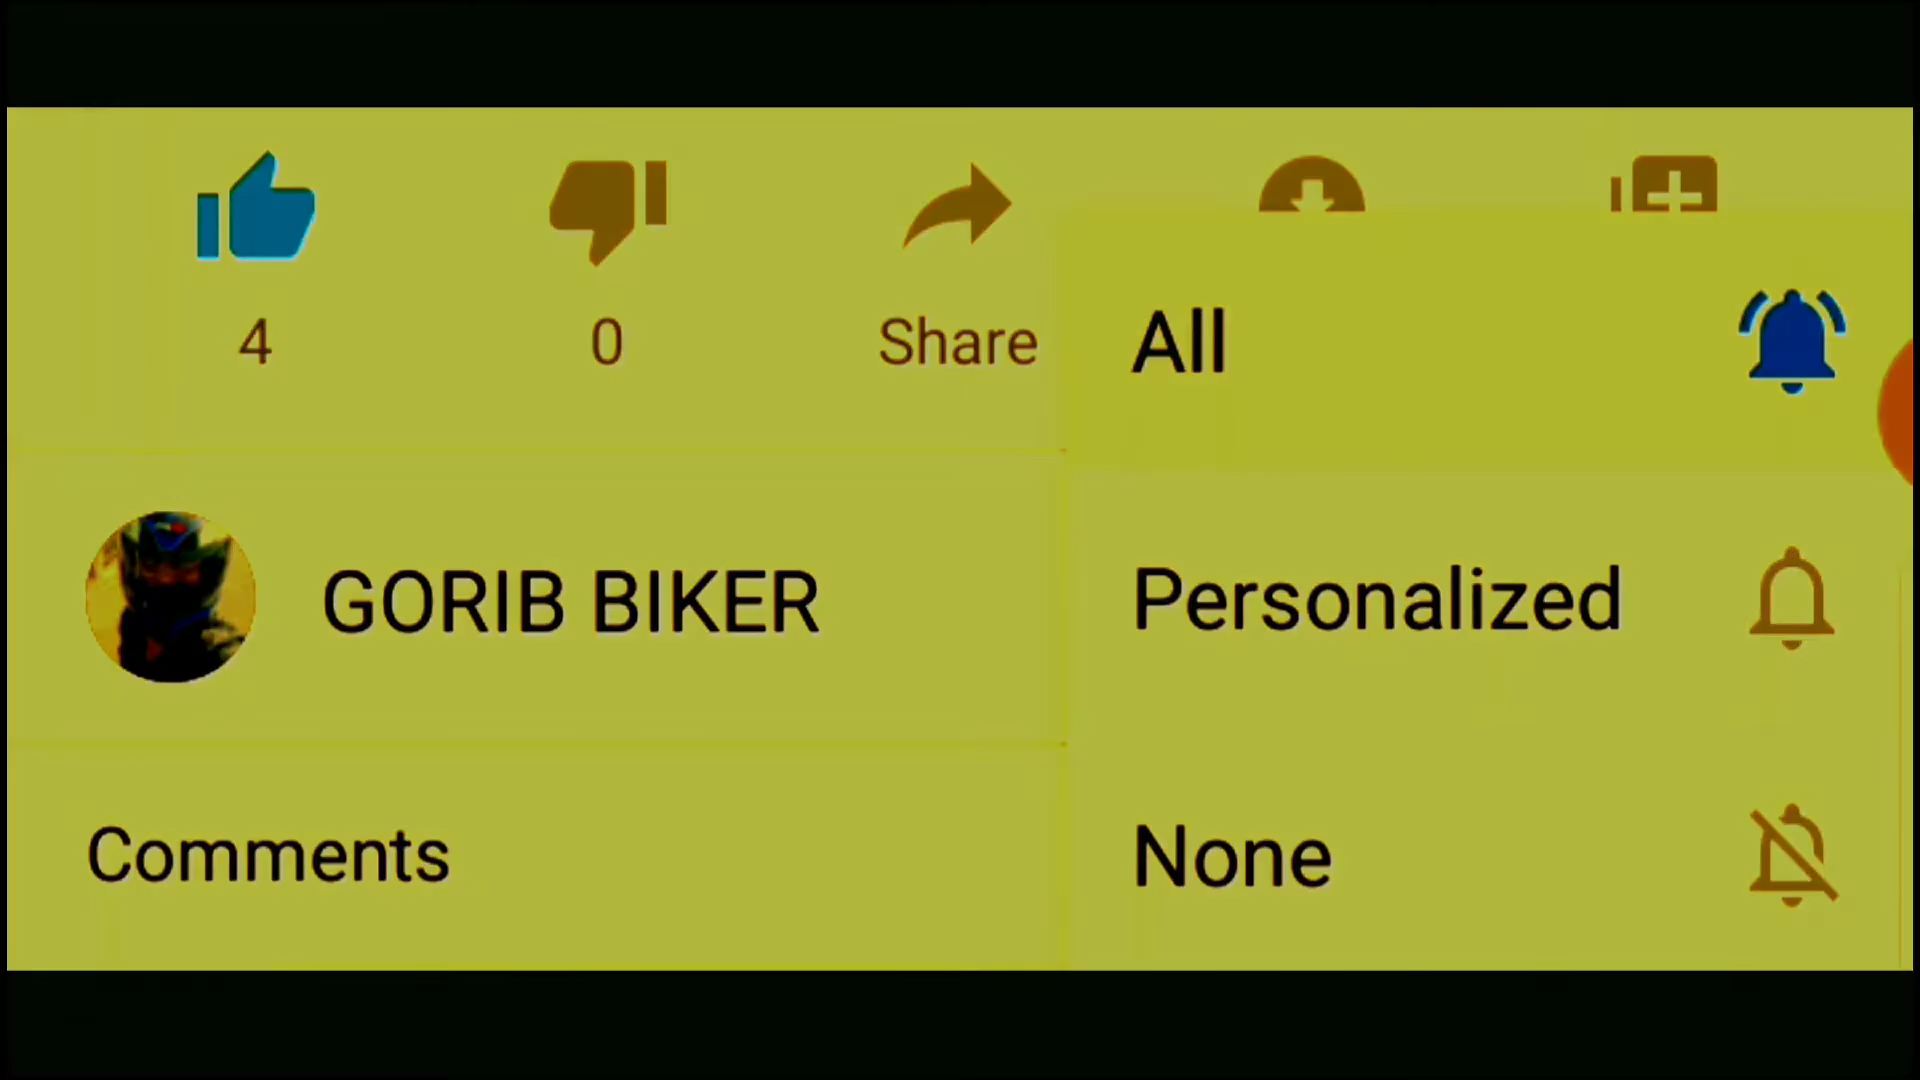 4
0
Share
All
GORIB BIKER
Personalized
Comments
None